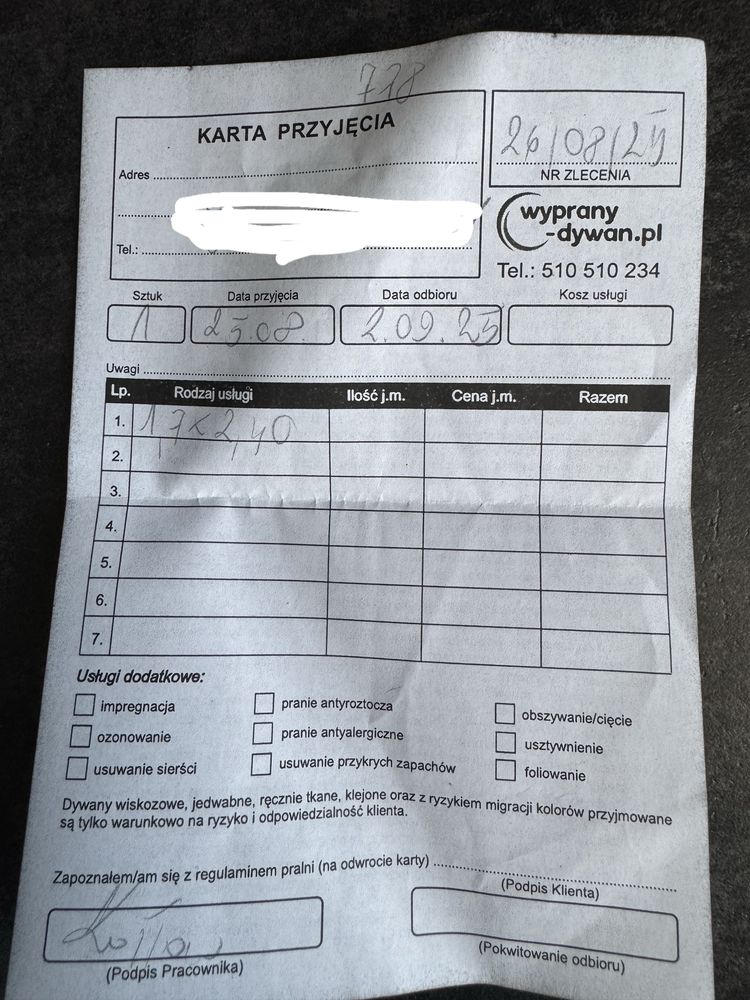 718
KARTA PRZYJĘCIA
Adres ........................................
Tel.: ........................................
26/08/25
NR ZLECENIA
wyprany
-dywan.pl
Tel.: 510 510 234
Sztuk Data przyjęcia Data odbioru Kosz usługi
1 25.08. 2.09.25
Uwagi ........................................
Lp. Rodzaj usługi Ilość j.m. Cena j.m. Razem
1. 17x2,40
2.
3.
4.
5.
6.
7.
Usługi dodatkowe:
impregnacja pranie antyroztocza obszywanie/cięcie
ozonowanie pranie antyalergiczne usztywnienie
usuwanie sierści usuwanie przykrych zapachów foliowanie
Dywany wiskozowe, jedwabne, ręcznie tkane, klejone oraz z ryzykiem migracji kolorów przyjmowane
są tylko warunkowo na ryzyko i odpowiedzialność klienta.
Zapoznałem/am się z regulaminem pralni (na odwrocie karty) ........................................
(Podpis Klienta)
(Podpis Pracownika) (Pokwitowanie odbioru)